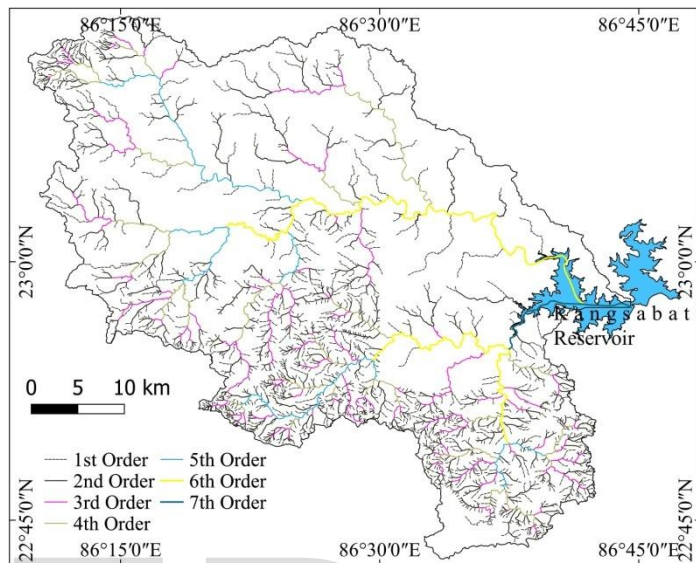 86°15′0″E 86°30′0″E 86°45′0″E
23°0′0″N 23°0′0″N
Kangsabat
Reservoir
0 5 10 km
1st Order 5th Order
2nd Order 6th Order
3rd Order 7th Order
4th Order
22°45′0″N 22°45′0″N
86°15′0″E 86°30′0″E 86°45′0″E